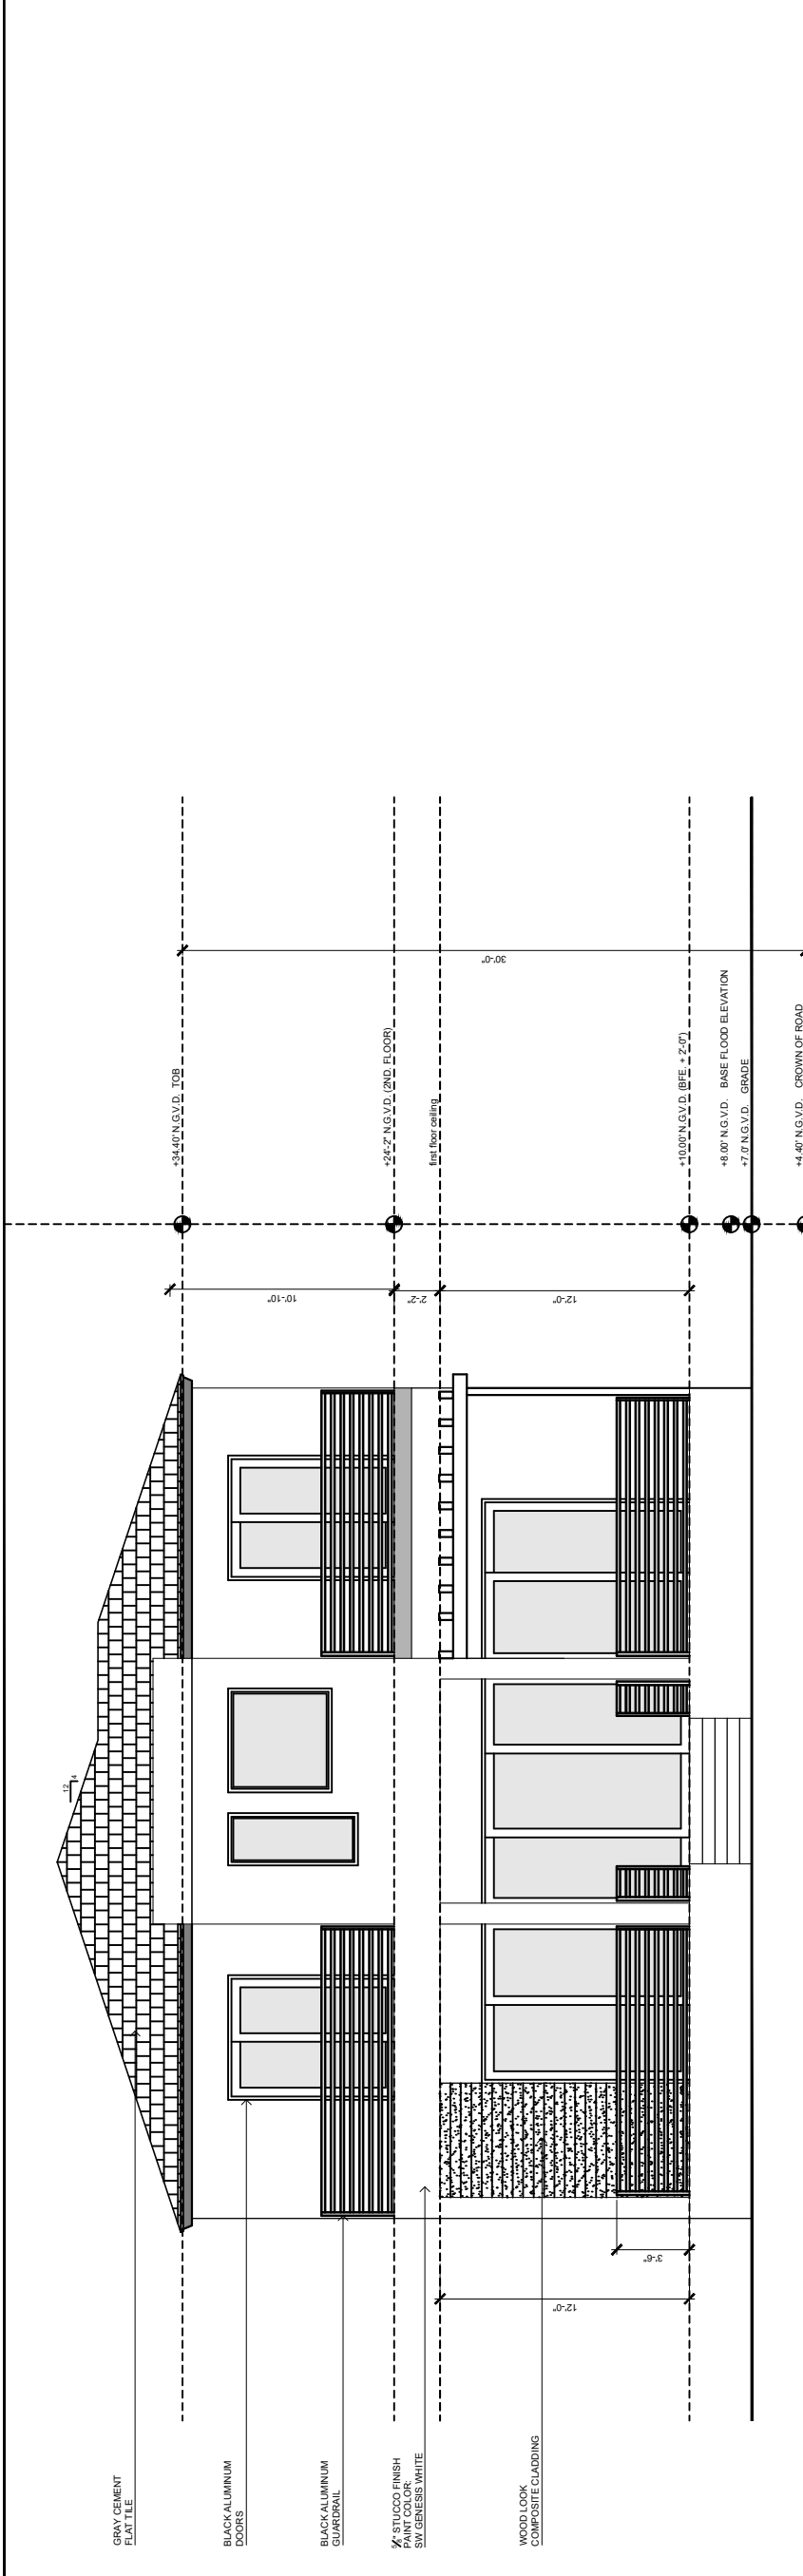 GRAY CEMENT
FLAT TILE
BLACK ALUMINUM
DOORS
BLACK ALUMINUM
GUARDRAIL
5/8" STUCCO FINISH
PAINT COLOR:
SW GENESIS WHITE
WOOD LOOK
COMPOSITE CLADDING
12'-0"
3'-6"
12
4
10'-10"
2'-2"
12'-0"
+34.40' N.G.V.D. TOB
+24'-2" N.G.V.D. (2ND. FLOOR)
first floor ceiling
+10.00' N.G.V.D. (BFE. + 2'-0")
+8.00' N.G.V.D. BASE FLOOD ELEVATION
+7.0' N.G.V.D. GRADE
+4.40' N.G.V.D. CROWN OF ROAD
30'-0"